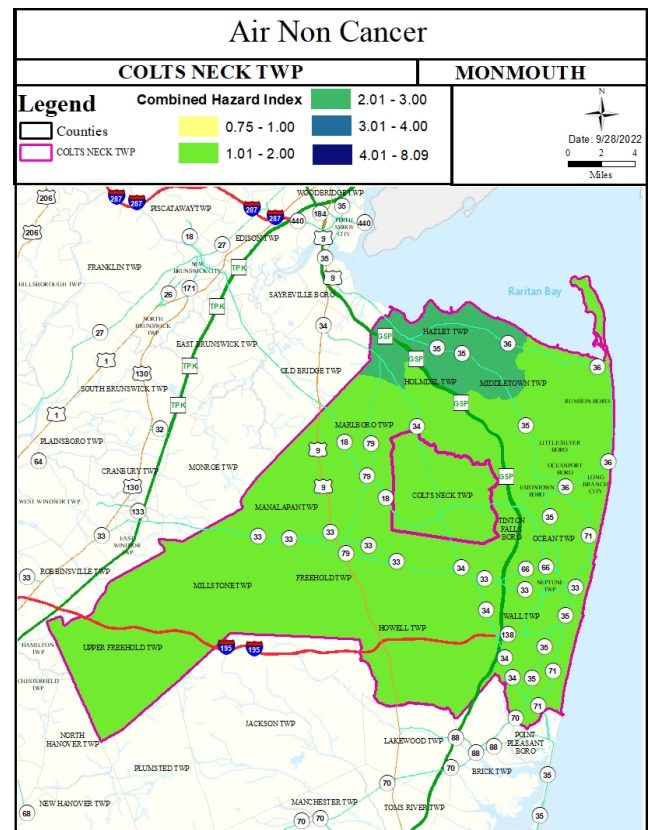 Air Non Cancer
COLTS NECK TWP
MONMOUTH
Legend
Counties
COLTS NECK TWP
Combined Hazard Index
0.75 - 1.00
1.01 - 2.00
2.01 - 3.00
3.01 - 4.00
4.01 - 8.09
N
Date: 9/28/2022
0 2 4
Miles
206
287
287
PISCATAWAY TWP
287
287
440
WOODBRIDGE TWP
184
35
PERTH
AMBOY
CITY
440
206
18
27
EDISON TWP
9
35
FRANKLIN TWP
NEW
BRUNSWICK CITY
TPK
9
HILLSBOROUGH TWP
26
171
SAYREVILLE BORO
Raritan Bay
TPK
27
NORTH
BRUNSWICK
TWP
34
EAST BRUNSWICK TWP
GSP
HAZLET TWP
35
35
36
1
130
TPK
OLD BRIDGE TWP
GSP
36
SOUTH BRUNSWICK TWP
HOLMDEL TWP
MIDDLETOWN TWP
TPK
GSP
RUMSON BORO
1
32
MARLBORO TWP
34
35
PLAINSBORO TWP
18
79
LITTLE SILVER
BORO
64
CRANBURY TWP
MONROE TWP
9
OCEANPORT
BORO
36
WEST WINDSOR TWP
130
9
79
GSP
EATONTOWN
BORO
36
LONG
BRANCH
CITY
133
MANALAPAN TWP
18
COLTS NECK TWP
33
EAST
WINDSOR
TWP
TINTON
FALLS
BORO
35
OCEAN TWP
71
33
33
33
33
33
79
33
ROBBINSVILLE TWP
34
33
66
66
33
MILLSTONE TWP
FREEHOLD TWP
33
NEPTUNE
TWP
34
WALL TWP
35
HOWELL TWP
138
HAMILTON
TWP
UPPER FREEHOLD TWP
195
195
35
34
CHESTERFIELD
TWP
71
34
35
71
NORTH
HANOVER TWP
JACKSON TWP
70
LAKEWOOD TWP
88
POINT
PLEASANT
BORO
88
88
PLUMSTED TWP
70
BRICK TWP
35
70
NEW HANOVER TWP
MANCHESTER TWP
TOMS RIVER TWP
68
70
70
35